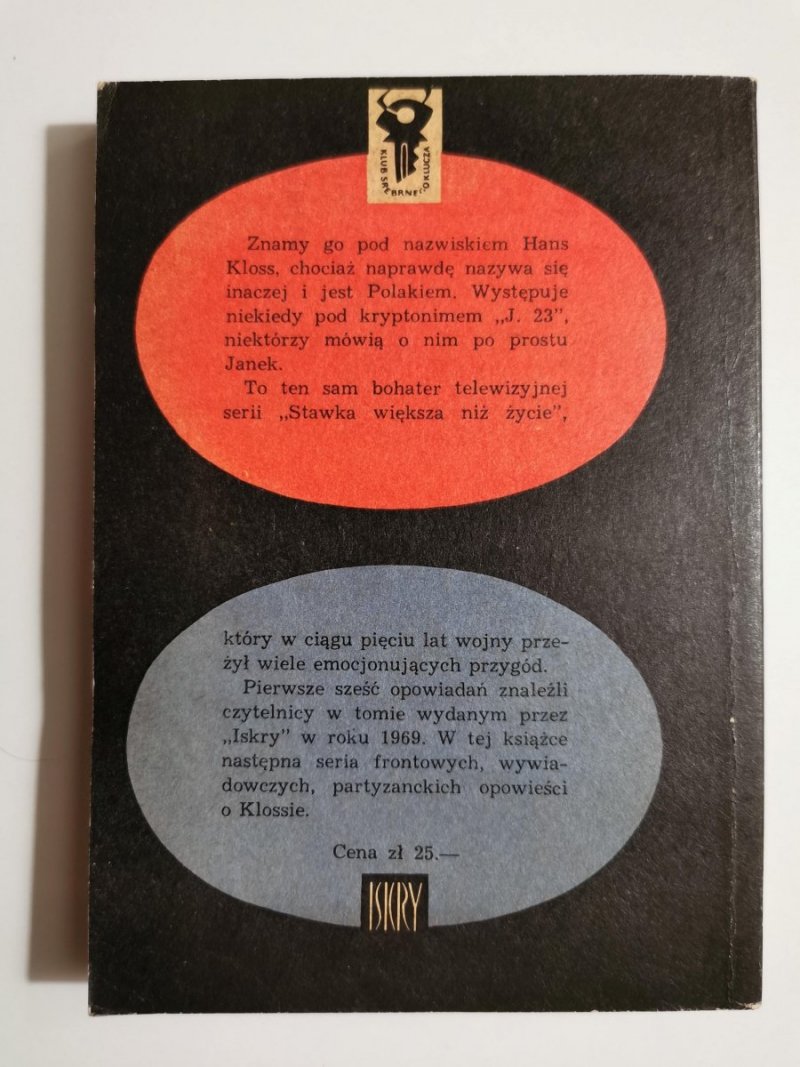 KLUB SREBRNEGO KLUCZA
Znamy go pod nazwiskiem Hans
Kloss, chociaż naprawdę nazywa się
inaczej i jest Polakiem. Występuje
niekiedy pod kryptonimem „J. 23”,
niektórzy mówią o nim po prostu
Janek.
To ten sam bohater telewizyjnej
serii „Stawka większa niż życie”,
który w ciągu pięciu lat wojny prze-
żył wiele emocjonujących przygód.
Pierwsze sześć opowiadań znaleźli
czytelnicy w tomie wydanym przez
„Iskry” w roku 1969. W tej książce
następna seria frontowych, wywia-
dowczych, partyzanckich opowieści
o Klossie.
Cena zł 25.—
ISKRY